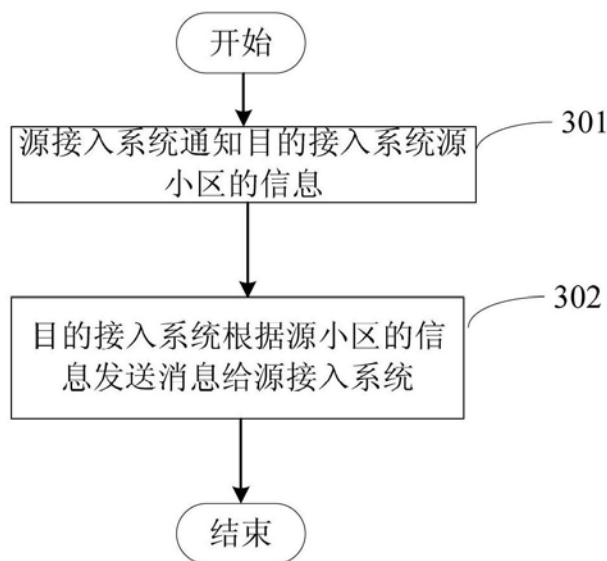 开始
源接入系统通知目的接入系统源
小区的信息
301
目的接入系统根据源小区的信
息发送消息给源接入系统
302
结束